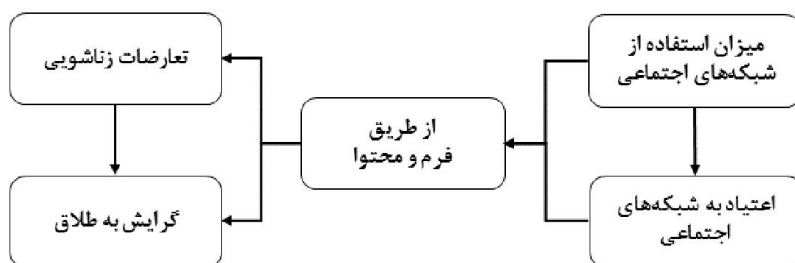 میزان استفاده از
شبکه‌های اجتماعی
تعارضات زناشویی
از طریق
فرم و محتوا
اعتیاد به شبکه‌های
اجتماعی
گرایش به طلاق